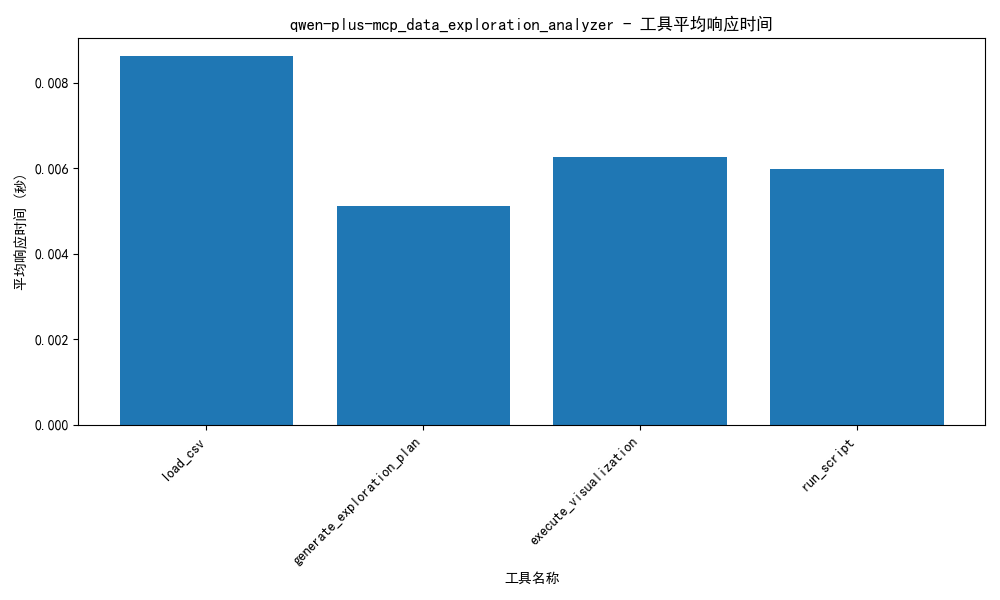 qwen-plus-mcp_data_exploration_analyzer - 工具平均响应时间
平均响应时间 (秒)
0.008
0.006
0.004
0.002
0.000
load_csv
generate_exploration_plan
execute_visualization
run_script
工具名称